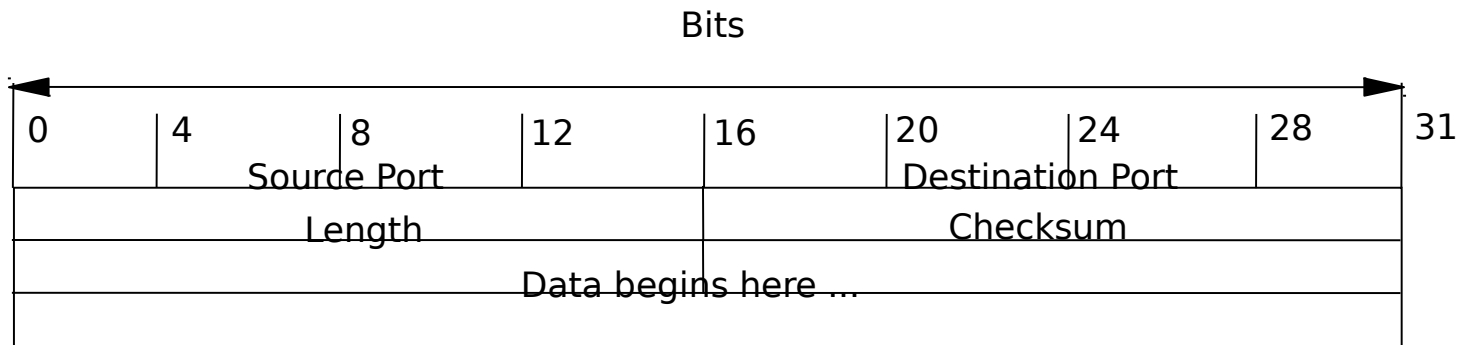 Bits
0 4 8 12 16 20 24 28 31
Source Port Destination Port
Length Checksum
Data begins here ...